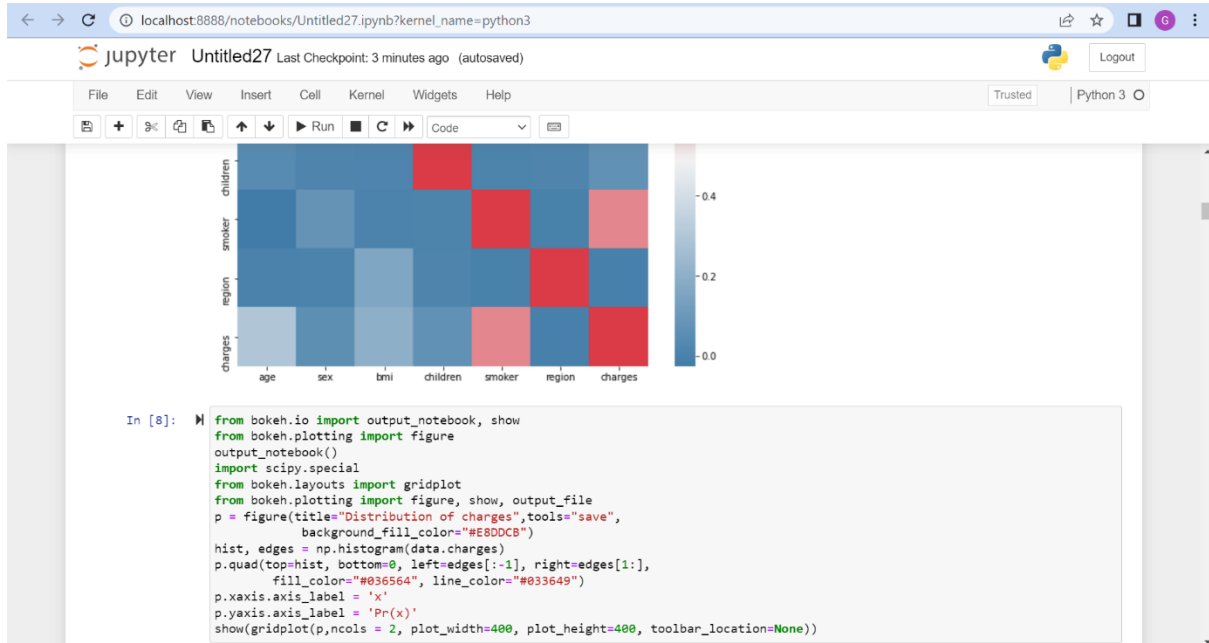 localhost:8888/notebooks/Untitled27.ipynb?kernel_name=python3
G
jupyter Untitled27 Last Checkpoint: 3 minutes ago (autosaved)
Logout
File Edit View Insert Cell Kernel Widgets Help
Trusted
Python 3
Run
Code
children
smoker
region
charges
0.4
0.2
0.0
age sex bmi children smoker region charges
In [8]:
from bokeh.io import output_notebook, show
from bokeh.plotting import figure
output_notebook()
import scipy.special
from bokeh.layouts import gridplot
from bokeh.plotting import figure, show, output_file
p = figure(title="Distribution of charges",tools="save",
           background_fill_color="#E8DDCB")
hist, edges = np.histogram(data.charges)
p.quad(top=hist, bottom=0, left=edges[:-1], right=edges[1:],
       fill_color="#036564", line_color="#033649")
p.xaxis.axis_label = 'x'
p.yaxis.axis_label = 'Pr(x)'
show(gridplot(p,ncols = 2, plot_width=400, plot_height=400, toolbar_location=None))